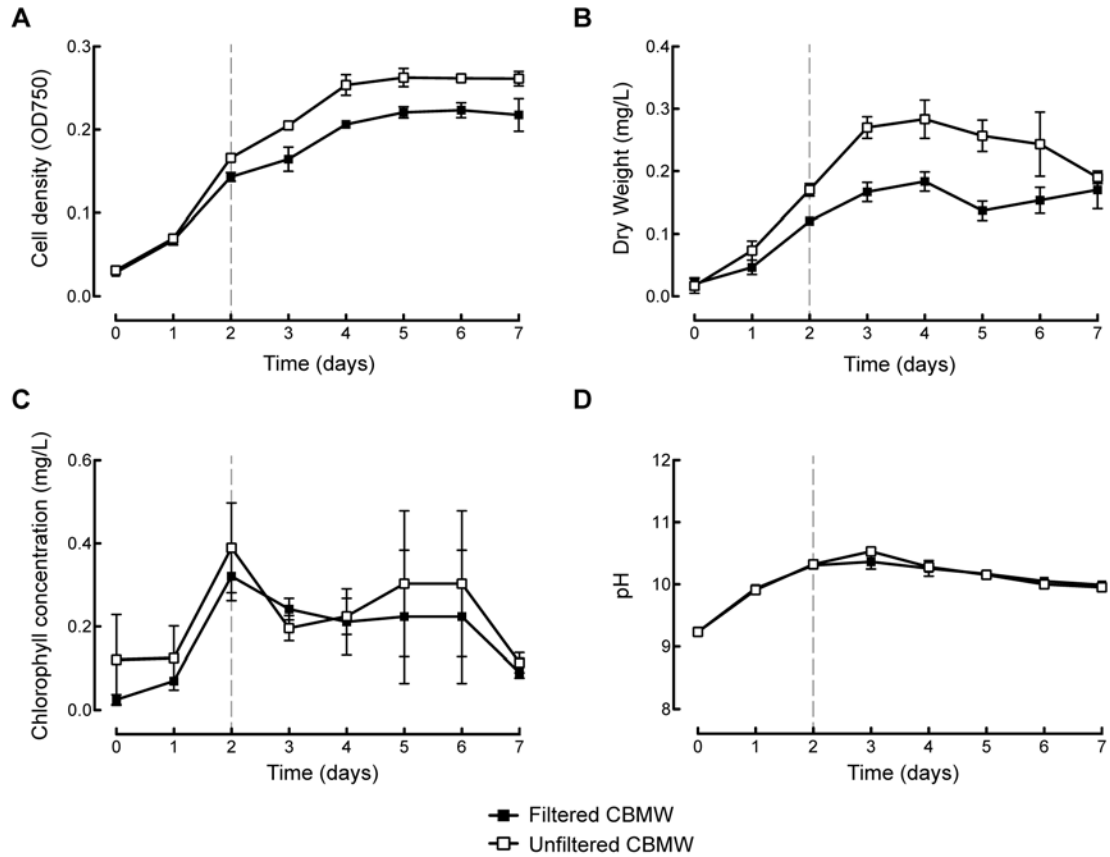 A
Cell density (OD750)
0.3
0.2
0.1
0.0
0 1 2 3 4 5 6 7
Time (days)
B
Dry Weight (mg/L)
0.4
0.3
0.2
0.1
0.0
0 1 2 3 4 5 6 7
Time (days)
C
Chlorophyll concentration (mg/L)
0.6
0.4
0.2
0.0
0 1 2 3 4 5 6 7
Time (days)
D
pH
12
11
10
9
8
0 1 2 3 4 5 6 7
Time (days)
Filtered CBMW
Unfiltered CBMW